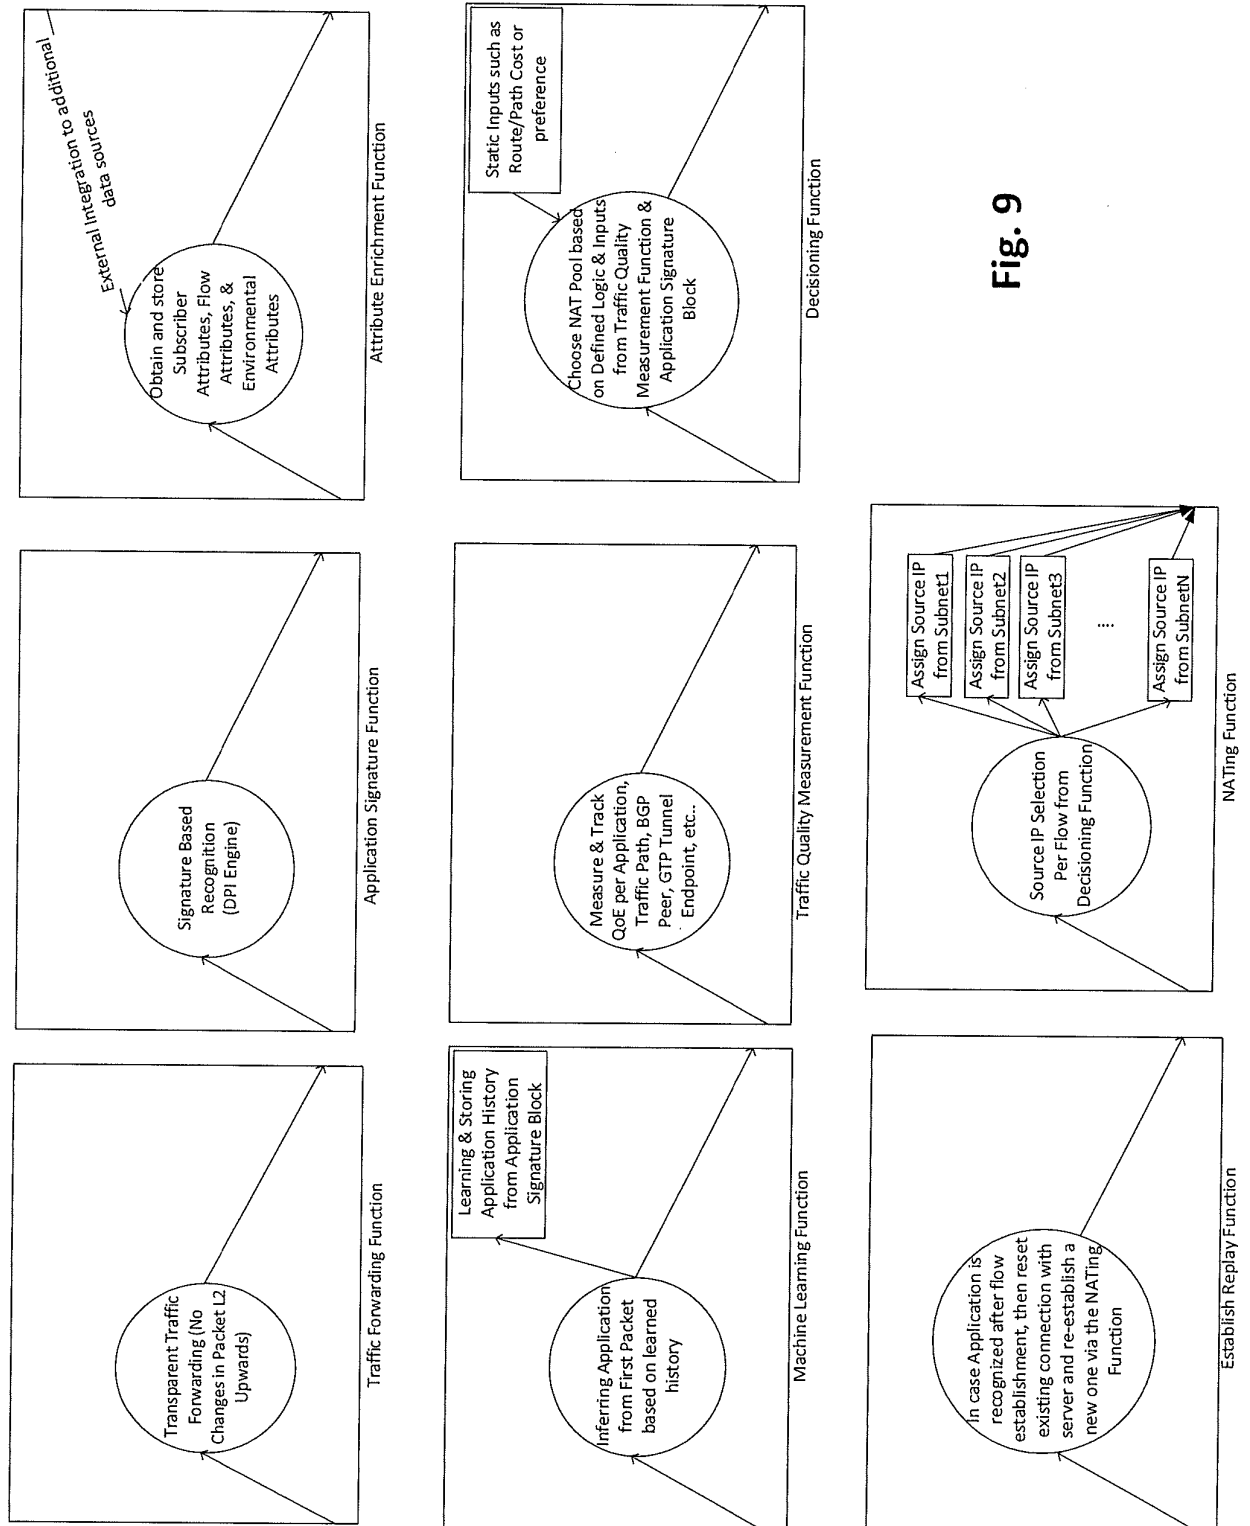 Transparent Traffic
Forwarding (No
Changes in Packet L2
Upwards)
Traffic Forwarding Function
Signature Based
Recognition
(DPI Engine)
Application Signature Function
External Integration to additional
data sources
Obtain and store
Subscriber
Attributes, Flow
Attributes, &
Environmental
Attributes
Attribute Enrichment Function
Learning & Storing
Application History
from Application
Signature Block
Inferring Application
from First Packet
based on learned
history
Machine Learning Function
Measure & Track
QoE per Application,
Traffic Path, BGP
Peer, GTP Tunnel
Endpoint, etc..
Traffic Quality Measurement Function
Static Inputs such as
Route/Path Cost or
preference
Choose NAT Pool based
on Defined Logic & Inputs
from Traffic Quality
Measurement Function &
Application Signature
Block
Decisioning Function
In case Application is
recognized after flow
establishment, then reset
existing connection with
server and re-establish a
new one via the NATing
Function
Establish Replay Function
Source IP Selection
Per Flow from
Decisioning Function
Assign Source IP
from Subnet1
Assign Source IP
from Subnet2
Assign Source IP
from Subnet3
....
Assign Source IP
from SubnetN
NATing Function
Fig. 9